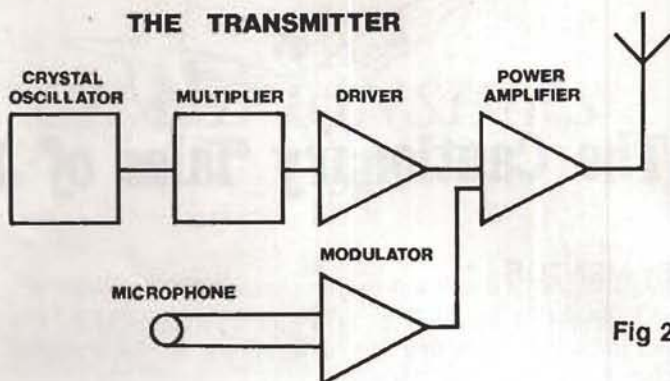 THE TRANSMITTER
CRYSTAL
OSCILLATOR
MULTIPLIER
DRIVER
POWER
AMPLIFIER
MODULATOR
MICROPHONE
Fig 2